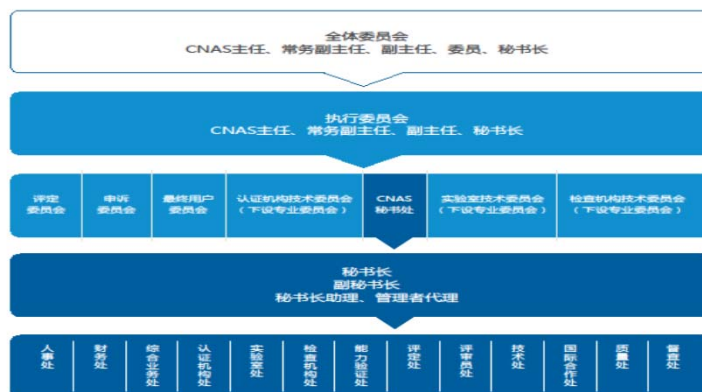 全体委员会
CNAS主任、常务副主任、副主任、委员、秘书长
执行委员会
CNAS主任、常务副主任、副主任、秘书长
评定
委员会
申诉
委员会
最终用户
委员会
认证机构技术委员会
（下设专业委员会）
CNAS
秘书处
实验室技术委员会
（下设专业委员会）
检查机构技术委员会
（下设专业委员会）
秘书长
副秘书长
秘书长助理、管理者代理
人事处
财务处
综合业务处
认证机构处
实验室处
检查机构处
能力验证处
评定处
评审员处
技术处
国际合作处
质量处
督查处